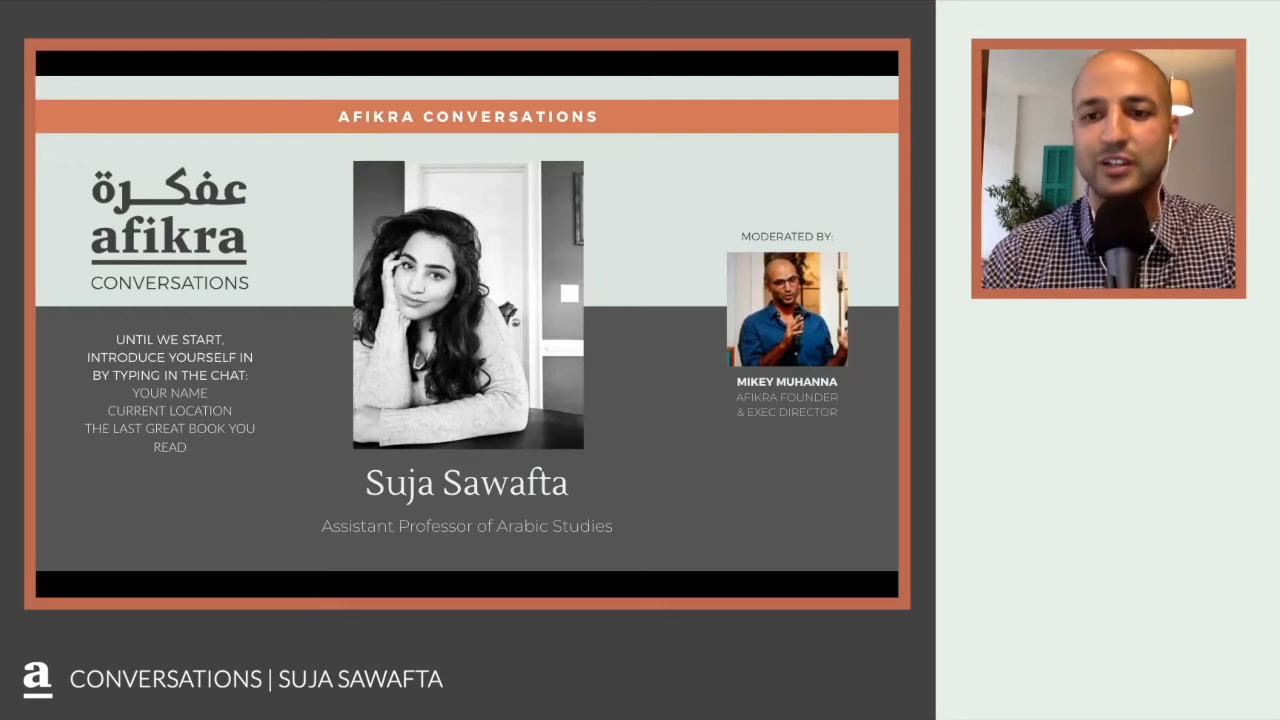 AFIKRA CONVERSATIONS
عفكرة
afikra
CONVERSATIONS
UNTIL WE START,
INTRODUCE YOURSELF IN
BY TYPING IN THE CHAT:
YOUR NAME
CURRENT LOCATION
THE LAST GREAT BOOK YOU
READ
Suja Sawafta
Assistant Professor of Arabic Studies
MODERATED BY:
MIKEY MUHANNA
AFIKRA FOUNDER
& EXEC DIRECTOR
a CONVERSATIONS | SUJA SAWAFTA